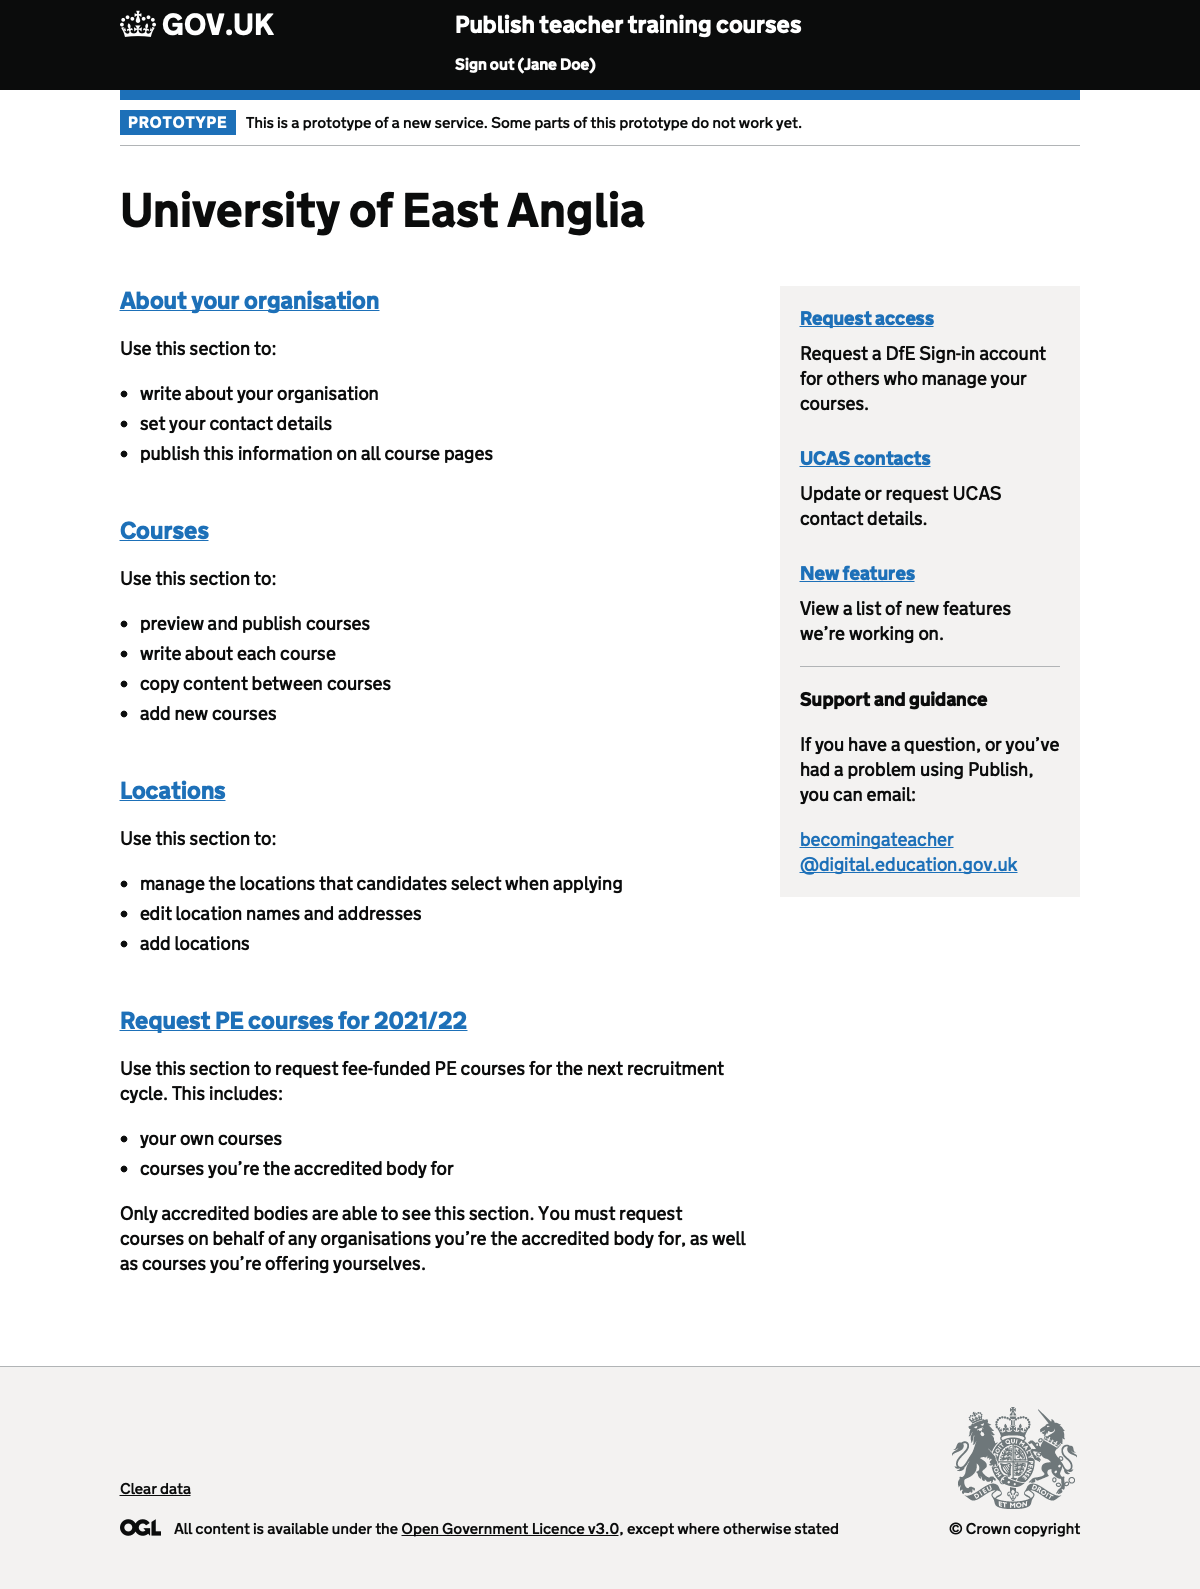 GOV.UK
Publish teacher training courses
Sign out (Jane Doe)
PROTOTYPE This is a prototype of a new service. Some parts of this prototype do not work yet.
University of East Anglia
About your organisation
Use this section to:
• write about your organisation
• set your contact details
• publish this information on all course pages
Courses
Use this section to:
• preview and publish courses
• write about each course
• copy content between courses
• add new courses
Locations
Use this section to:
• manage the locations that candidates select when applying
• edit location names and addresses
• add locations
Request PE courses for 2021/22
Use this section to request fee-funded PE courses for the next recruitment
cycle. This includes:
• your own courses
• courses you’re the accredited body for
Only accredited bodies are able to see this section. You must request
courses on behalf of any organisations you’re the accredited body for, as well
as courses you’re offering yourselves.
Request access
Request a DfE Sign-in account
for others who manage your
courses.
UCAS contacts
Update or request UCAS
contact details.
New features
View a list of new features
we’re working on.
Support and guidance
If you have a question, or you’ve
had a problem using Publish,
you can email:
becomingateacher
@digital.education.gov.uk
Clear data
OGL All content is available under the Open Government Licence v3.0, except where otherwise stated
DIEU ET MON DROIT
© Crown copyright